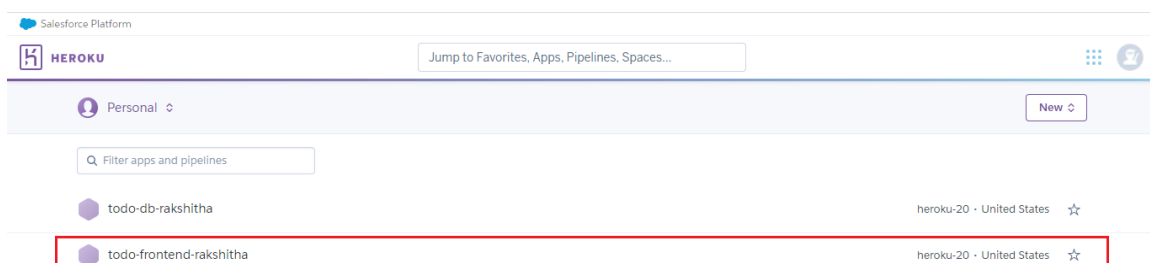 Salesforce Platform
HEROKU Jump to Favorites, Apps, Pipelines, Spaces...
Personal New
Filter apps and pipelines
todo-db-rakshitha heroku-20 · United States
todo-frontend-rakshitha heroku-20 · United States